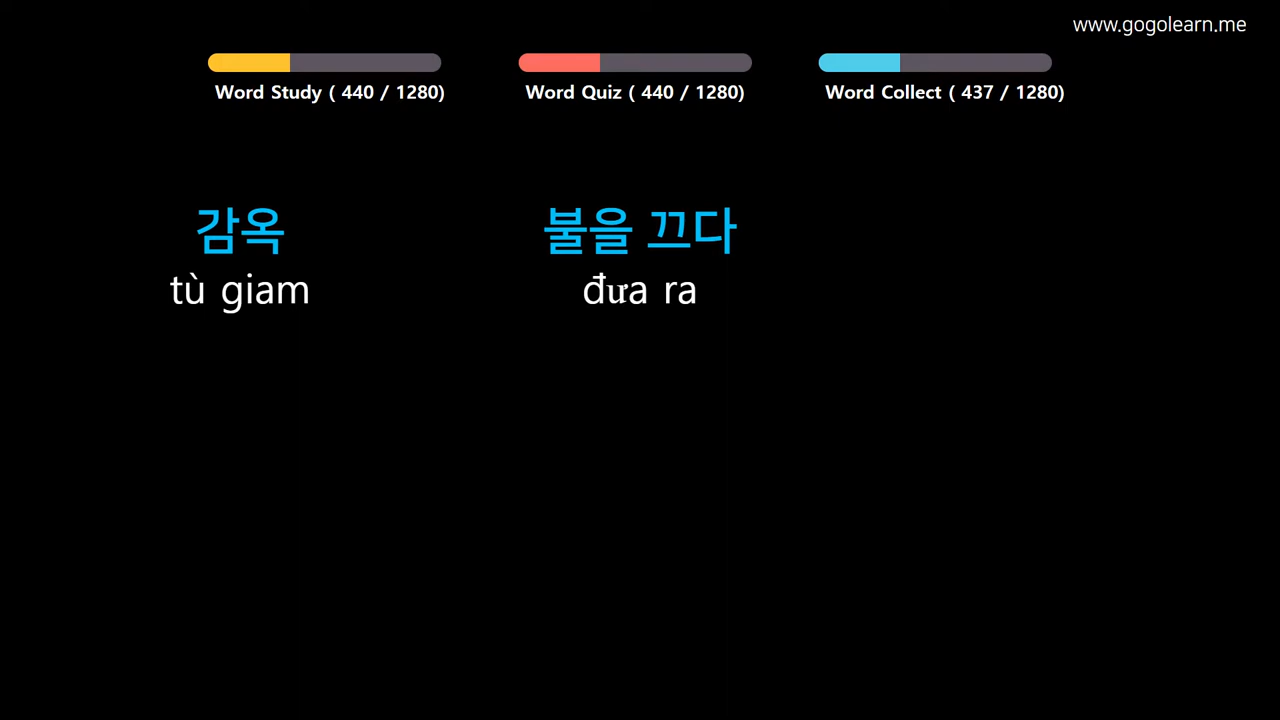 www.gogolearn.me
Word Study ( 440 / 1280)
Word Quiz ( 440 / 1280)
Word Collect ( 437 / 1280)
감옥
tù giam
불을 끄다
đưa ra